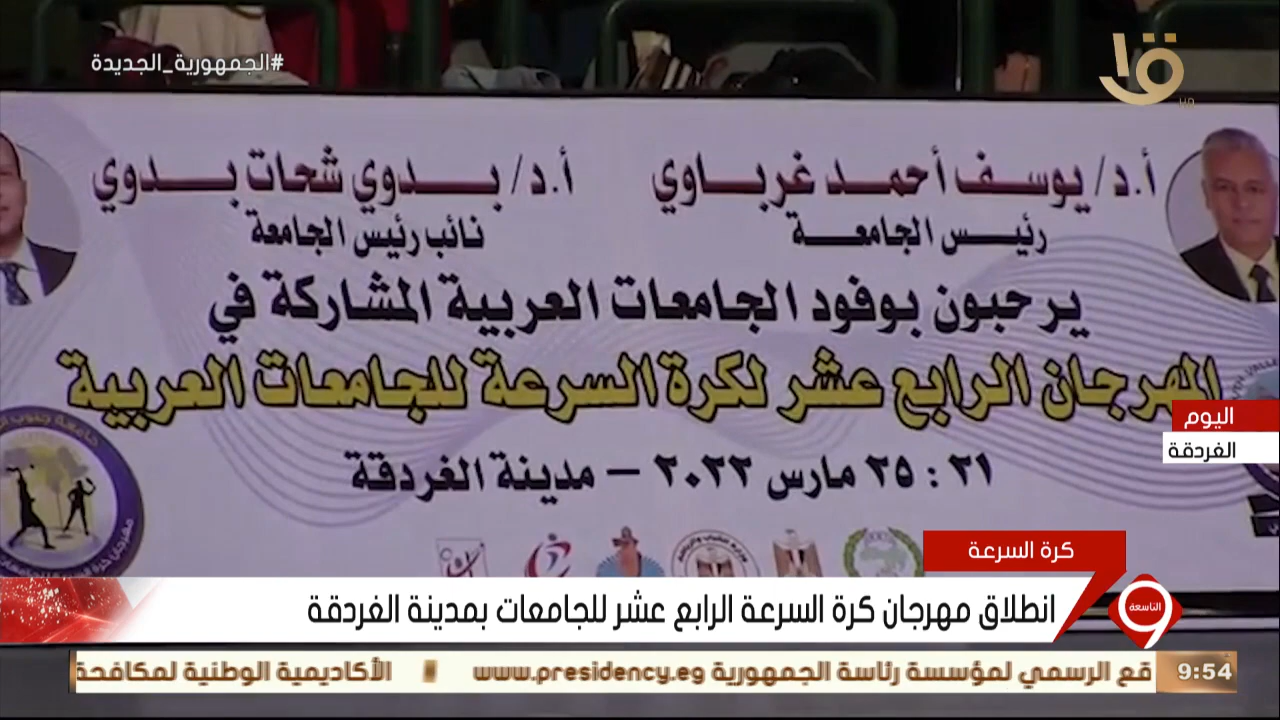 #الجمهورية_الجديدة
أ.د/ يوسف أحمد غرباوي
رئيس الجامعة
أ.د/ بدوي شحات بدوي
نائب رئيس الجامعة
يرحبون بوفود الجامعات العربية المشاركة في
المهرجان الرابع عشر لكرة السرعة للجامعات العربية
٢١ : ٢٥ مارس ٢٠٢٢ – مدينة الغردقة
اليوم
الغردقة
كرة السرعة
انطلاق مهرجان كرة السرعة الرابع عشر للجامعات بمدينة الغردقة
التاسعة
9:54
قع الرسمي لمؤسسة رئاسة الجمهورية www.presidency.eg
الأكاديمية الوطنية لمكافحة